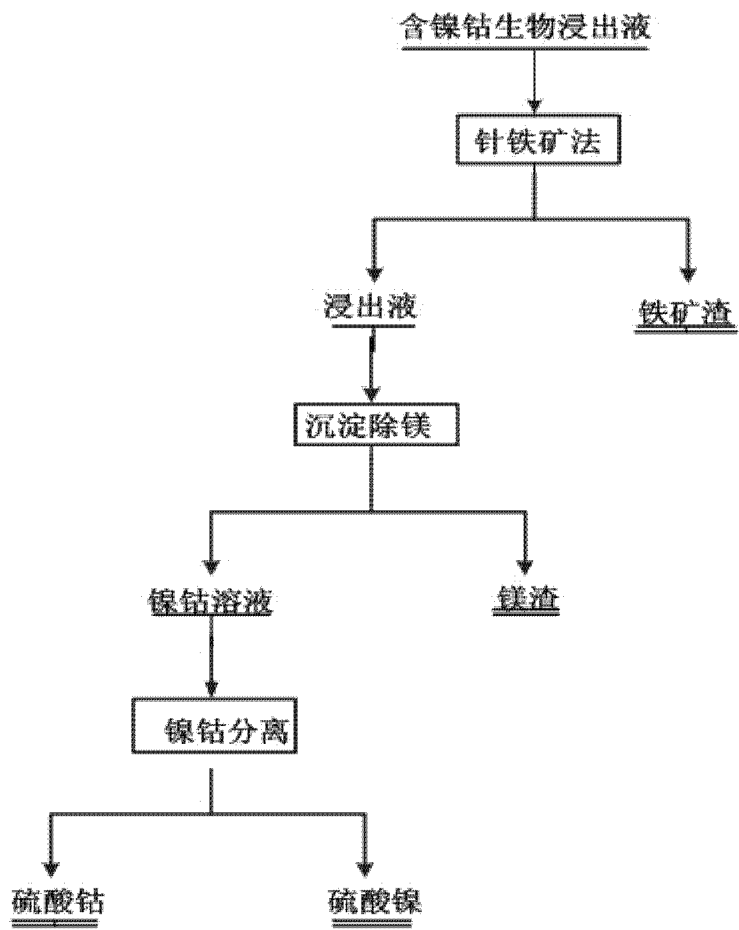 含镍钴生物浸出液
针铁矿法
浸出液
铁矿渣
沉淀除镁
镍钴溶液
镁渣
镍钴分离
硫酸钴
硫酸镍